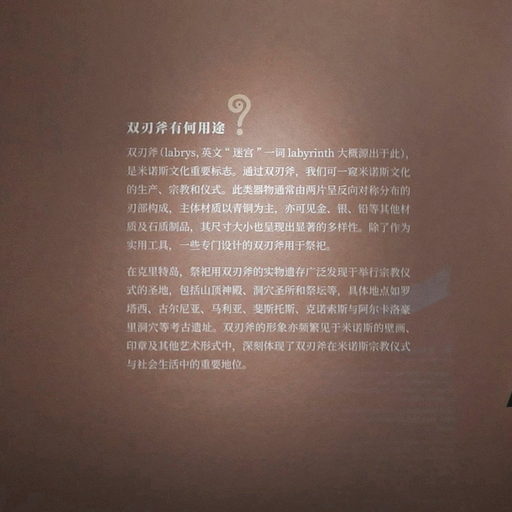 双刃斧有何用途
?
双刃斧（labrys, 英文“迷宫”一词 labyrinth 大概源出于此），
是米诺斯文化重要标志。通过双刃斧，我们可一窥米诺斯文化
的生产、宗教和仪式。此类器物通常由两片呈反向对称分布的
刃部构成，主体材质以青铜为主，亦可见金、银、铅等其他材
质及石质制品，其尺寸大小也呈现出显著的多样性。除了作为
实用工具，一些专门设计的双刃斧用于祭祀。
在克里特岛，祭祀用双刃斧的实物遗存广泛发现于举行宗教仪
式的圣地，包括山顶神殿、洞穴圣所和祭坛等，具体地点如罗
塔西、古尔尼亚、马利亚、斐斯托斯、克诺索斯与阿尔卡洛豪
里洞穴等考古遗址。双刃斧的形象亦频繁见于米诺斯的壁画、
印章及其他艺术形式中，深刻体现了双刃斧在米诺斯宗教仪式
与社会生活中的重要地位。